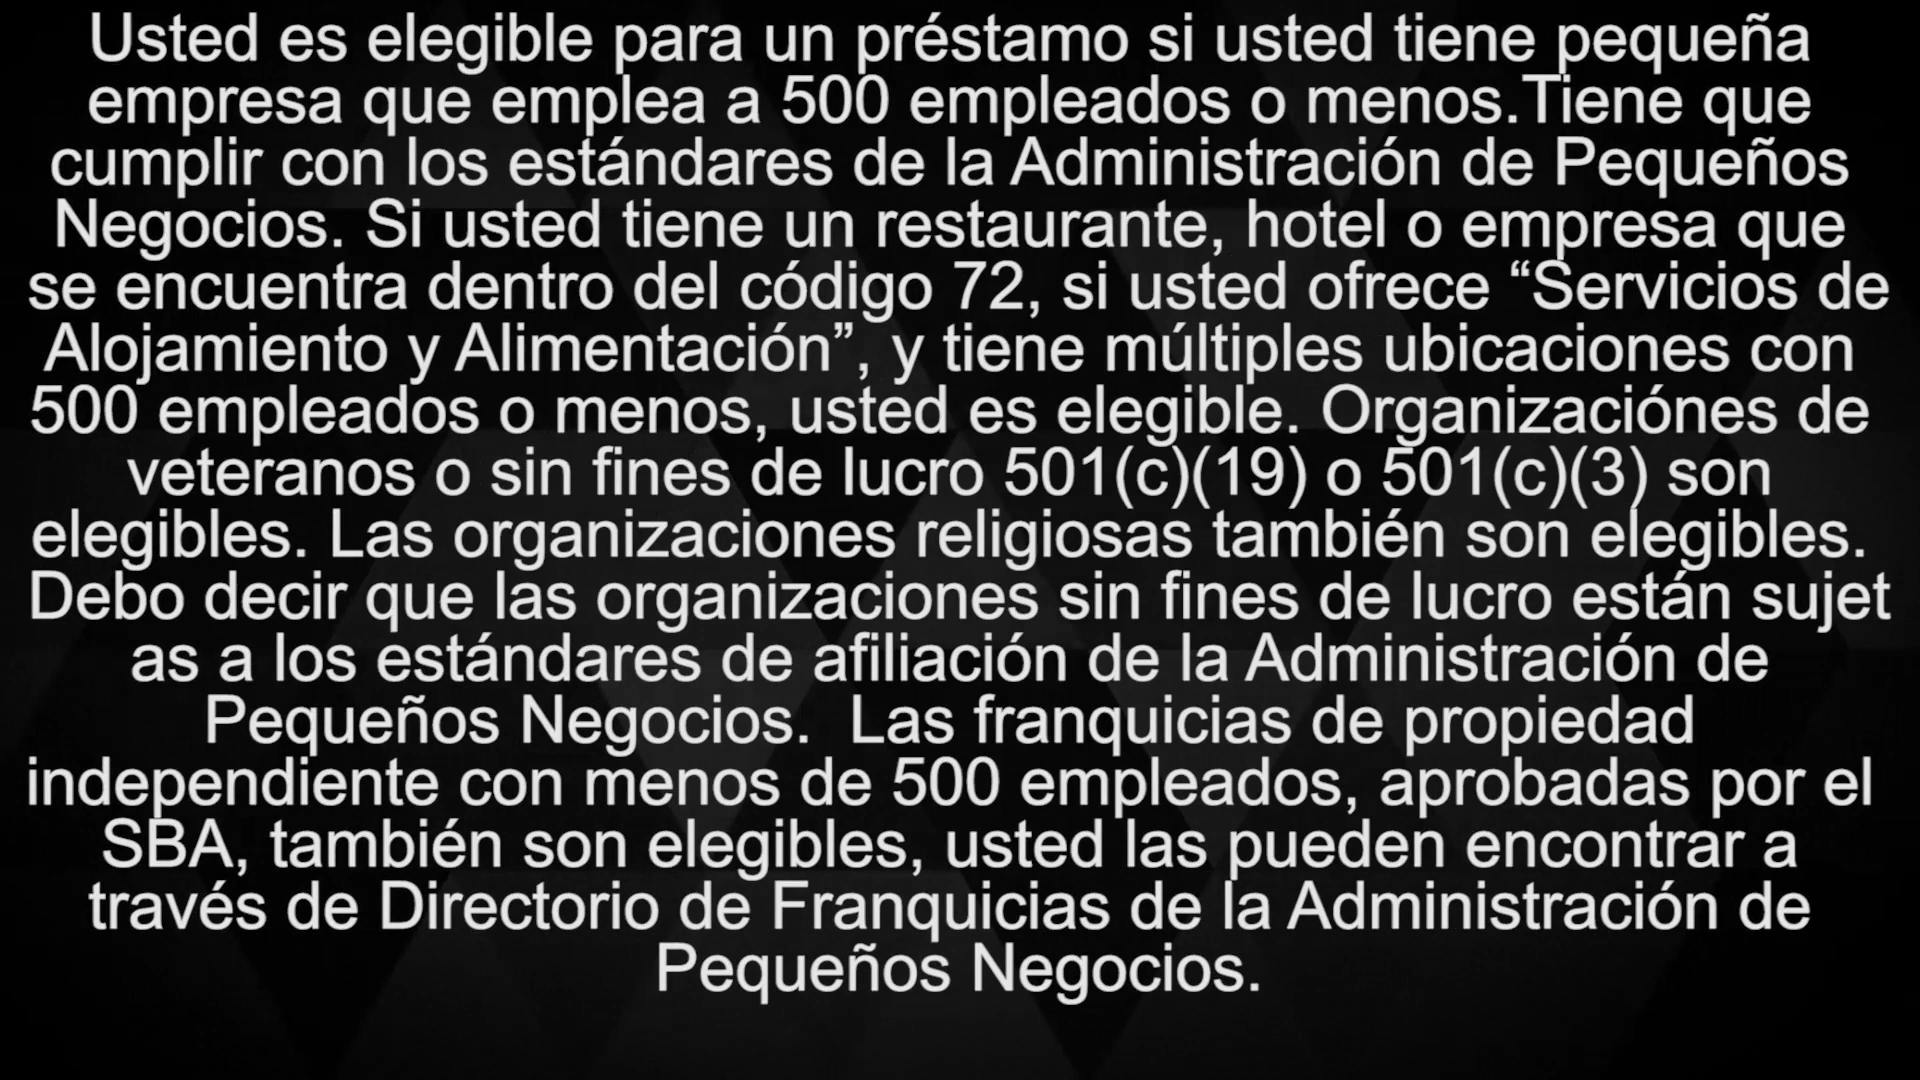 Usted es elegible para un préstamo si usted tiene pequeña
empresa que emplea a 500 empleados o menos.Tiene que
cumplir con los estándares de la Administración de Pequeños
Negocios. Si usted tiene un restaurante, hotel o empresa que
se encuentra dentro del código 72, si usted ofrece “Servicios de
Alojamiento y Alimentación”, y tiene múltiples ubicaciones con
500 empleados o menos, usted es elegible. Organizaciónes de
veteranos o sin fines de lucro 501(c)(19) o 501(c)(3) son
elegibles. Las organizaciones religiosas también son elegibles.
Debo decir que las organizaciones sin fines de lucro están sujet
as a los estándares de afiliación de la Administración de
Pequeños Negocios.  Las franquicias de propiedad
independiente con menos de 500 empleados, aprobadas por el
SBA, también son elegibles, usted las pueden encontrar a
través de Directorio de Franquicias de la Administración de
Pequeños Negocios.